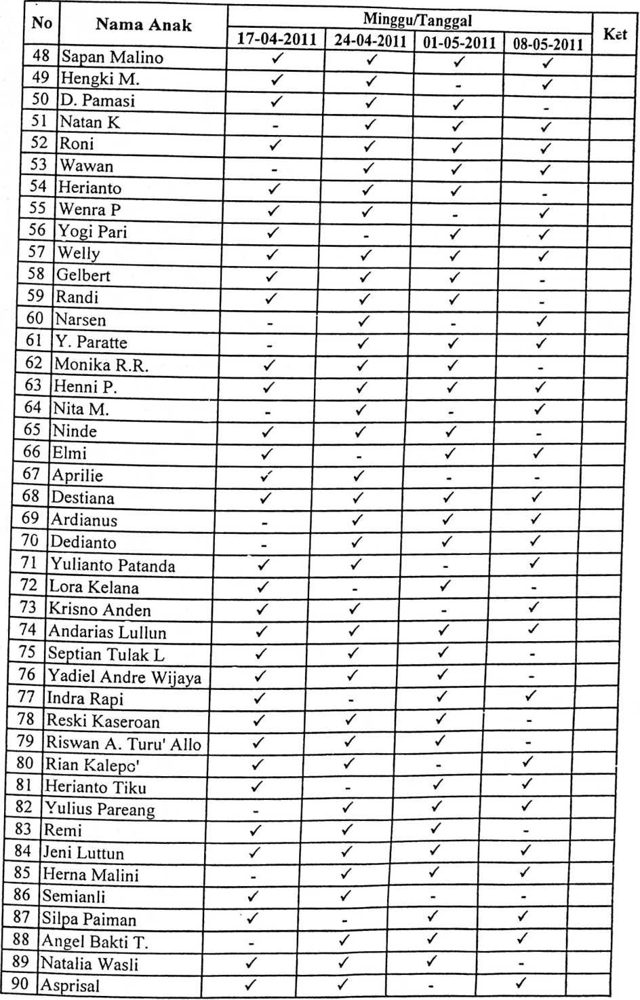 No Nama Anak Minggu/Tanggal Ket
17-04-2011 24-04-2011 01-05-2011 08-05-2011
48 Sapan Malino ✓ ✓ ✓ ✓
49 Hengki M. ✓ ✓ - ✓
50 D. Pamasi ✓ ✓ ✓ -
51 Natan K - ✓ ✓ ✓
52 Roni ✓ ✓ ✓ ✓
53 Wawan - ✓ ✓ ✓
54 Herianto ✓ ✓ ✓ -
55 Wenra P ✓ ✓ - ✓
56 Yogi Pari ✓ - ✓ ✓
57 Welly ✓ ✓ ✓ ✓
58 Gelbert ✓ ✓ ✓ -
59 Randi ✓ ✓ ✓ -
60 Narsen - ✓ - ✓
61 Y. Paratte - ✓ ✓ ✓
62 Monika R.R. ✓ ✓ ✓ -
63 Henni P. ✓ ✓ ✓ ✓
64 Nita M. - ✓ - ✓
65 Ninde ✓ ✓ ✓ -
66 Elmi ✓ - ✓ ✓
67 Aprilie ✓ ✓ - -
68 Destiana ✓ ✓ ✓ ✓
69 Ardianus - ✓ ✓ ✓
70 Dedianto - ✓ ✓ ✓
71 Yulianto Patanda ✓ ✓ - ✓
72 Lora Kelana ✓ - ✓ -
73 Krisno Anden ✓ ✓ - ✓
74 Andarias Lullun ✓ ✓ ✓ ✓
75 Septian Tulak L ✓ ✓ ✓ -
76 Yadiel Andre Wijaya ✓ ✓ ✓ -
77 Indra Rapi ✓ - ✓ ✓
78 Reski Kaseroan ✓ ✓ ✓ -
79 Riswan A. Turu' Allo ✓ ✓ ✓ -
80 Rian Kalepo' ✓ ✓ - ✓
81 Herianto Tiku ✓ - ✓ ✓
82 Yulius Pareang - ✓ ✓ ✓
83 Remi ✓ ✓ ✓ -
84 Jeni Luttun ✓ ✓ ✓ ✓
85 Herna Malini - ✓ ✓ ✓
86 Semianli ✓ ✓ - -
87 Silpa Paiman ✓ - ✓ ✓
88 Angel Bakti T. - ✓ ✓ ✓
89 Natalia Wasli ✓ ✓ ✓ -
90 Asprisal ✓ ✓ - ✓